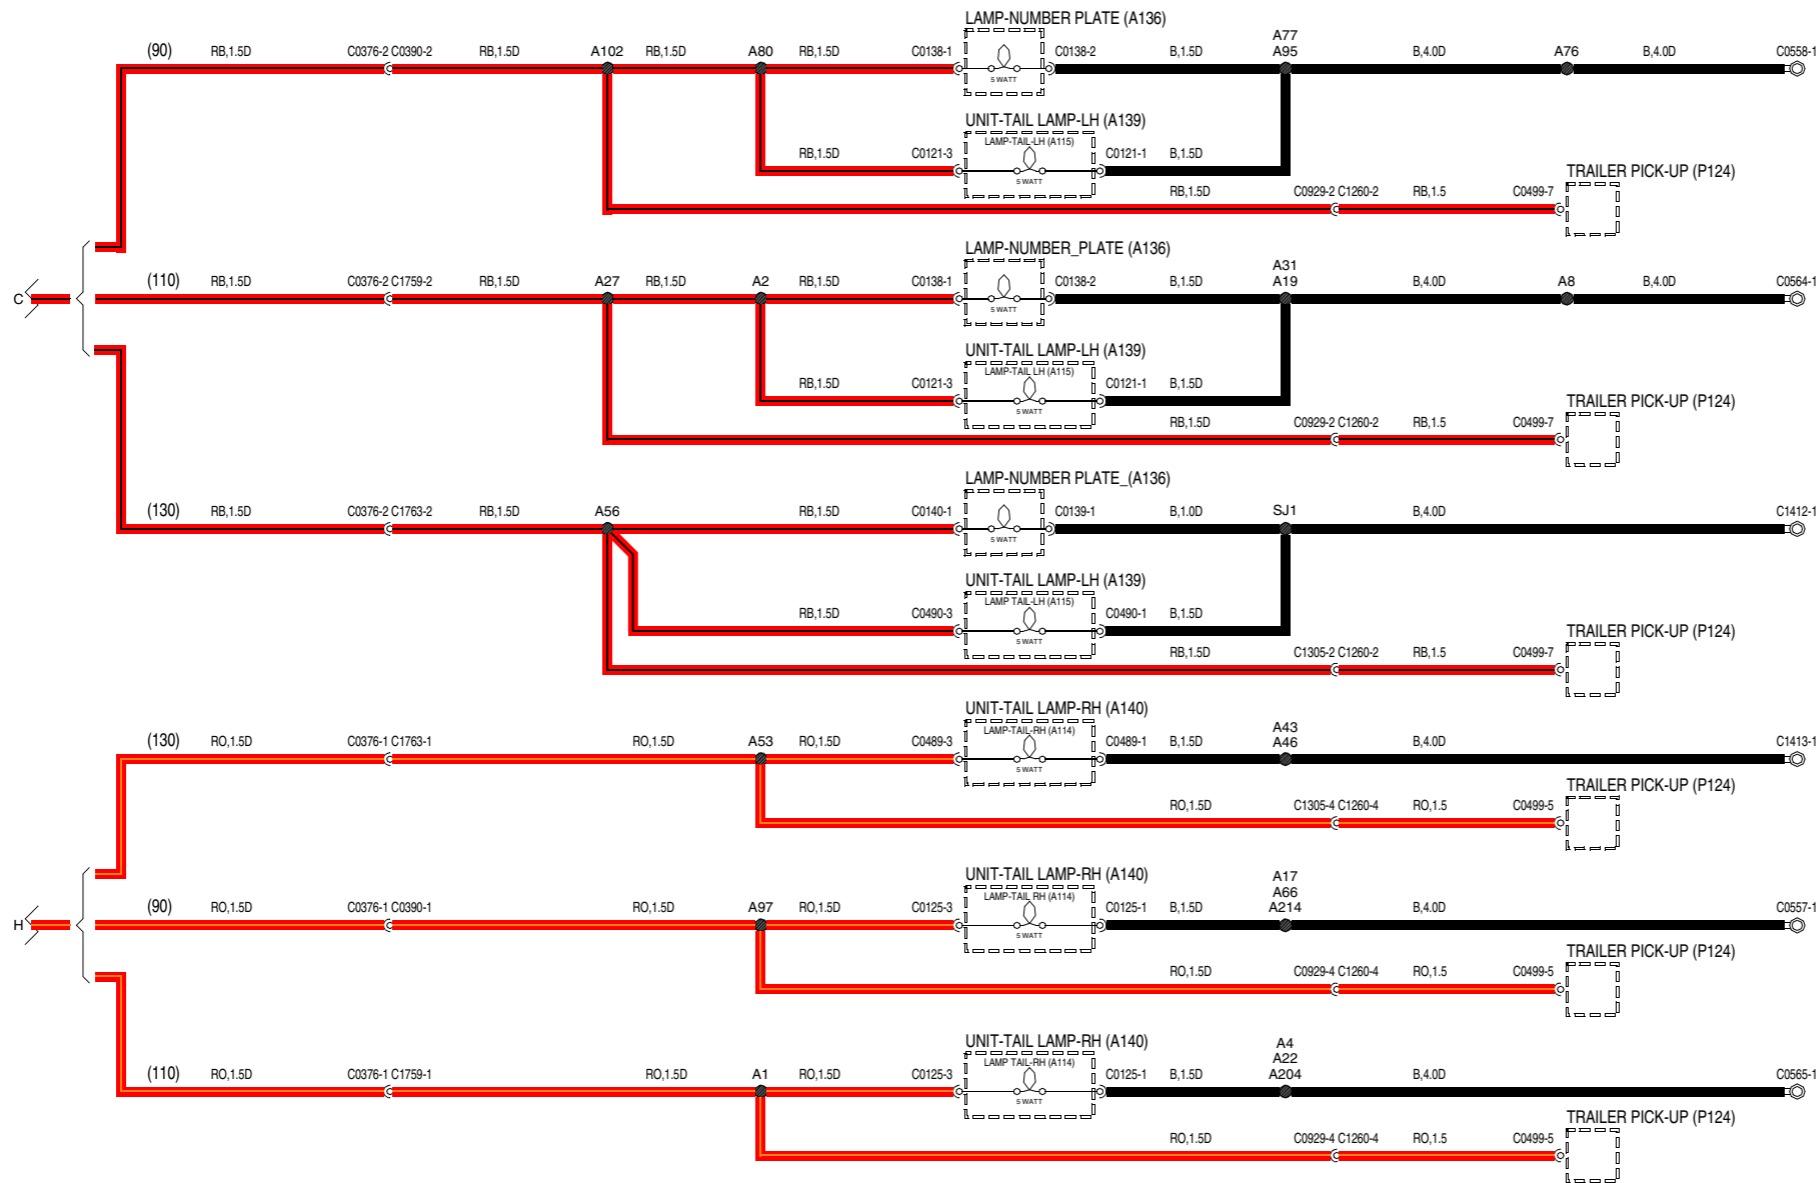 LAMP-NUMBER PLATE (A136)
(90) RB,1.5D C0376-2 C0390-2 RB,1.5D A102 RB,1.5D A80 RB,1.5D C0138-1 C0138-2 B,1.5D A77 A95 B,4.0D A76 B,4.0D C0558-1
5 WATT
UNIT-TAIL LAMP-LH (A139)
LAMP-TAIL-LH (A115)
RB,1.5D C0121-3 C0121-1 B,1.5D
5 WATT
TRAILER PICK-UP (P124)
RB,1.5D C0929-2 C1260-2 RB,1.5 C0499-7
LAMP-NUMBER_PLATE (A136)
C (110) RB,1.5D C0376-2 C1759-2 RB,1.5D A27 RB,1.5D A2 RB,1.5D C0138-1 C0138-2 B,1.5D A31 A19 B,4.0D A8 B,4.0D C0564-1
5 WATT
UNIT-TAIL LAMP-LH (A139)
LAMP-TAIL LH (A115)
RB,1.5D C0121-3 C0121-1 B,1.5D
5 WATT
TRAILER PICK-UP (P124)
RB,1.5D C0929-2 C1260-2 RB,1.5 C0499-7
LAMP-NUMBER PLATE_(A136)
(130) RB,1.5D C0376-2 C1763-2 RB,1.5D A56 RB,1.5D C0140-1 C0139-1 B,1.0D SJ1 B,4.0D C1412-1
5 WATT
UNIT-TAIL LAMP-LH (A139)
LAMP TAIL-LH (A115)
RB,1.5D C0490-3 C0490-1 B,1.5D
5 WATT
TRAILER PICK-UP (P124)
RB,1.5D C1305-2 C1260-2 RB,1.5 C0499-7
UNIT-TAIL LAMP-RH (A140)
LAMP-TAIL-RH (A114)
(130) RO,1.5D C0376-1 C1763-1 RO,1.5D A53 RO,1.5D C0489-3 C0489-1 B,1.5D A43 A46 B,4.0D C1413-1
5 WATT
TRAILER PICK-UP (P124)
RO,1.5D C1305-4 C1260-4 RO,1.5 C0499-5
UNIT-TAIL LAMP-RH (A140)
LAMP-TAIL RH (A114)
H (90) RO,1.5D C0376-1 C0390-1 RO,1.5D A97 RO,1.5D C0125-3 C0125-1 B,1.5D A17 A66 A214 B,4.0D C0557-1
5 WATT
TRAILER PICK-UP (P124)
RO,1.5D C0929-4 C1260-4 RO,1.5 C0499-5
UNIT-TAIL LAMP-RH (A140)
LAMP TAIL-RH (A114)
(110) RO,1.5D C0376-1 C1759-1 RO,1.5D A1 RO,1.5D C0125-3 C0125-1 B,1.5D A4 A22 A204 B,4.0D C0565-1
5 WATT
TRAILER PICK-UP (P124)
RO,1.5D C0929-4 C1260-4 RO,1.5 C0499-5